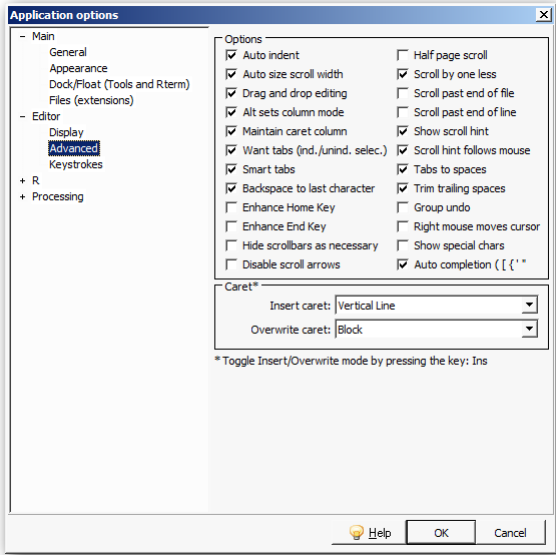 Application options
- Main
General
Appearance
Dock/Float (Tools and Rterm)
Files (extensions)
- Editor
Display
Advanced
Keystrokes
+ R
+ Processing
Options
Auto indent
Auto size scroll width
Drag and drop editing
Alt sets column mode
Maintain caret column
Want tabs (ind./unind. selec.)
Smart tabs
Backspace to last character
Enhance Home Key
Enhance End Key
Hide scrollbars as necessary
Disable scroll arrows
Half page scroll
Scroll by one less
Scroll past end of file
Scroll past end of line
Show scroll hint
Scroll hint follows mouse
Tabs to spaces
Trim trailing spaces
Group undo
Right mouse moves cursor
Show special chars
Auto completion ( [ { ' "
Caret*
Insert caret: Vertical Line
Overwrite caret: Block
* Toggle Insert/Overwrite mode by pressing the key: Ins
Help
OK
Cancel